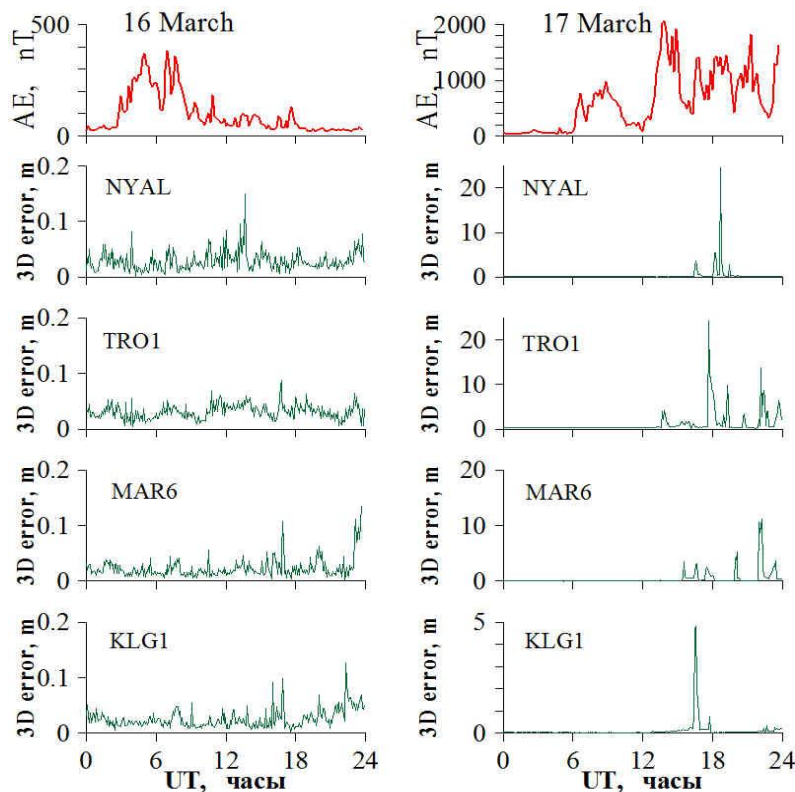 16 March
17 March
AE, nT
500
250
0
AE, nT
2000
1000
0
NYAL
3D error, m
0.2
0.1
0
NYAL
3D error, m
20
10
0
TRO1
3D error, m
0.2
0.1
0
TRO1
3D error, m
20
10
0
MAR6
3D error, m
0.2
0.1
0
MAR6
3D error, m
20
10
0
KLG1
3D error, m
0.2
0.1
0
KLG1
3D error, m
5
0
0 6 12 18 24
UT, часы
0 6 12 18 24
UT, часы